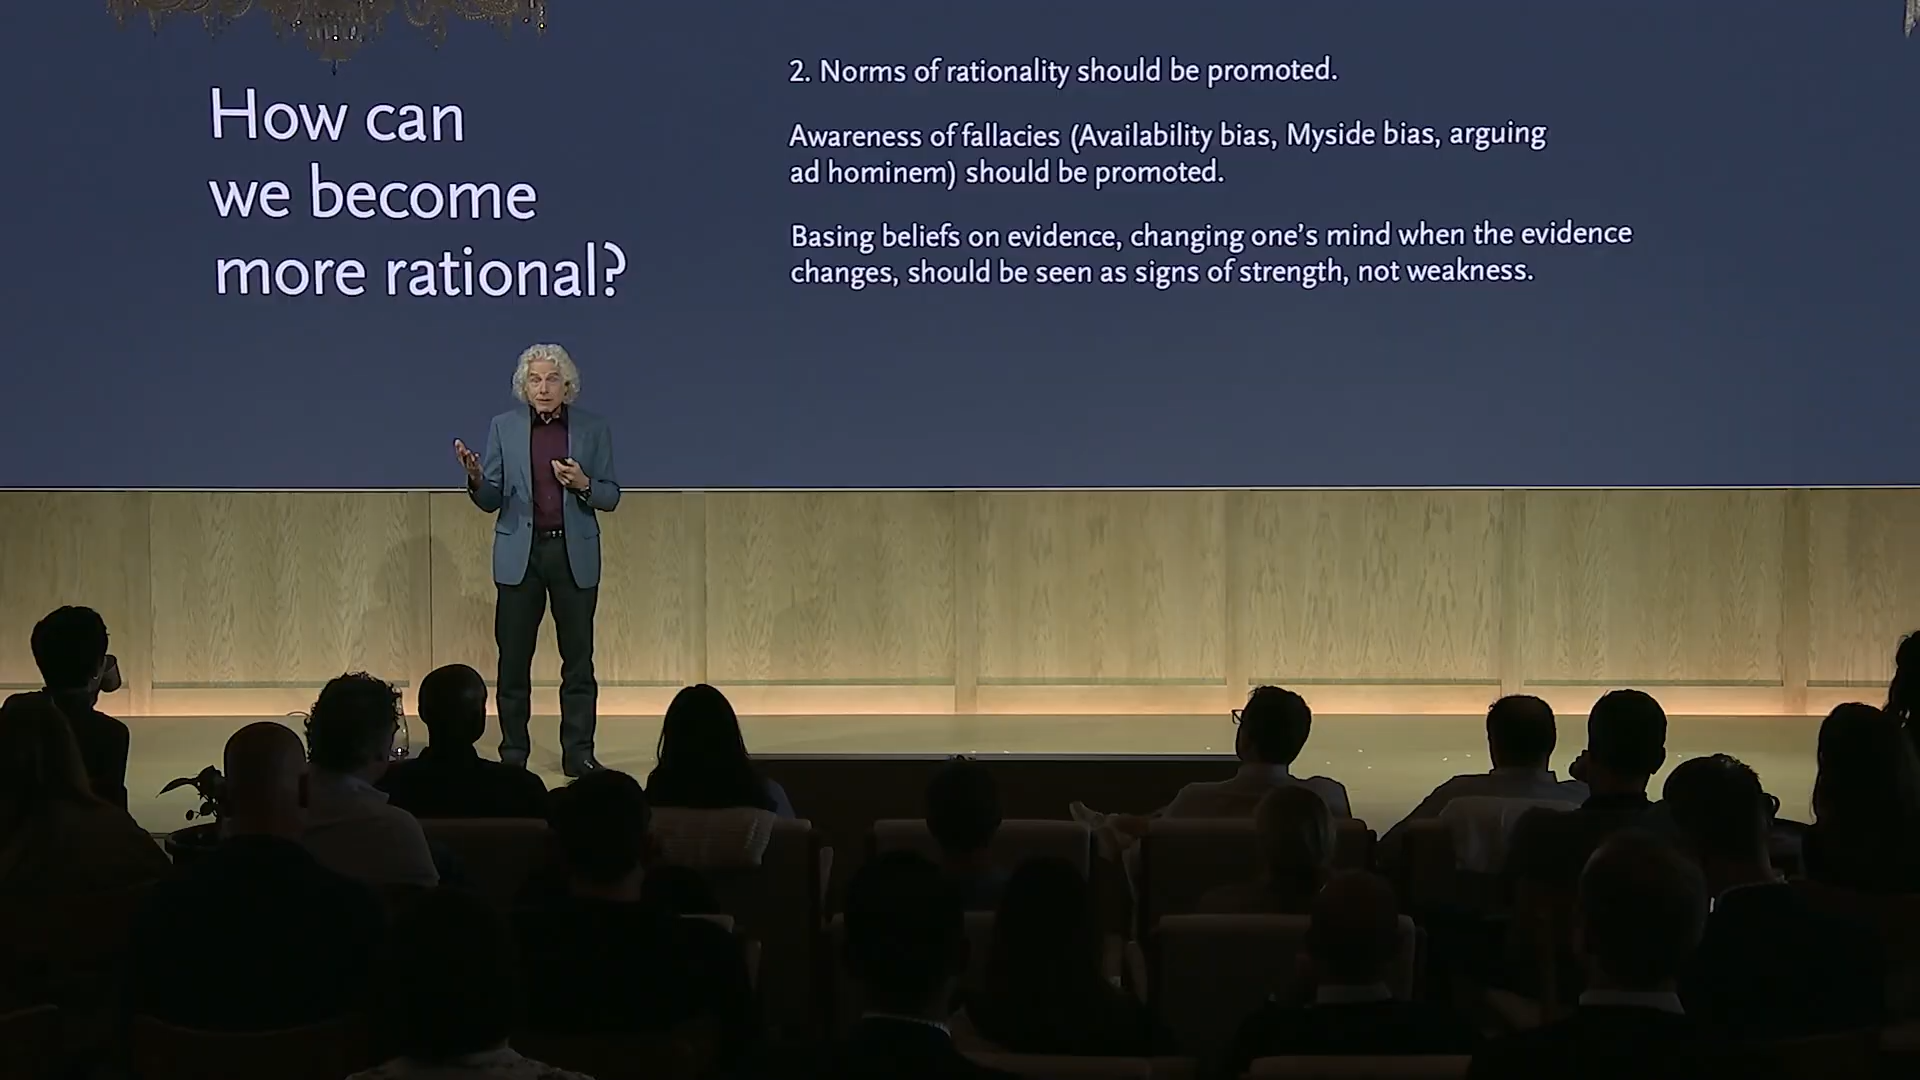 How can
we become
more rational?
2. Norms of rationality should be promoted.
Awareness of fallacies (Availability bias, Myside bias, arguing
ad hominem) should be promoted.
Basing beliefs on evidence, changing one's mind when the evidence
changes, should be seen as signs of strength, not weakness.